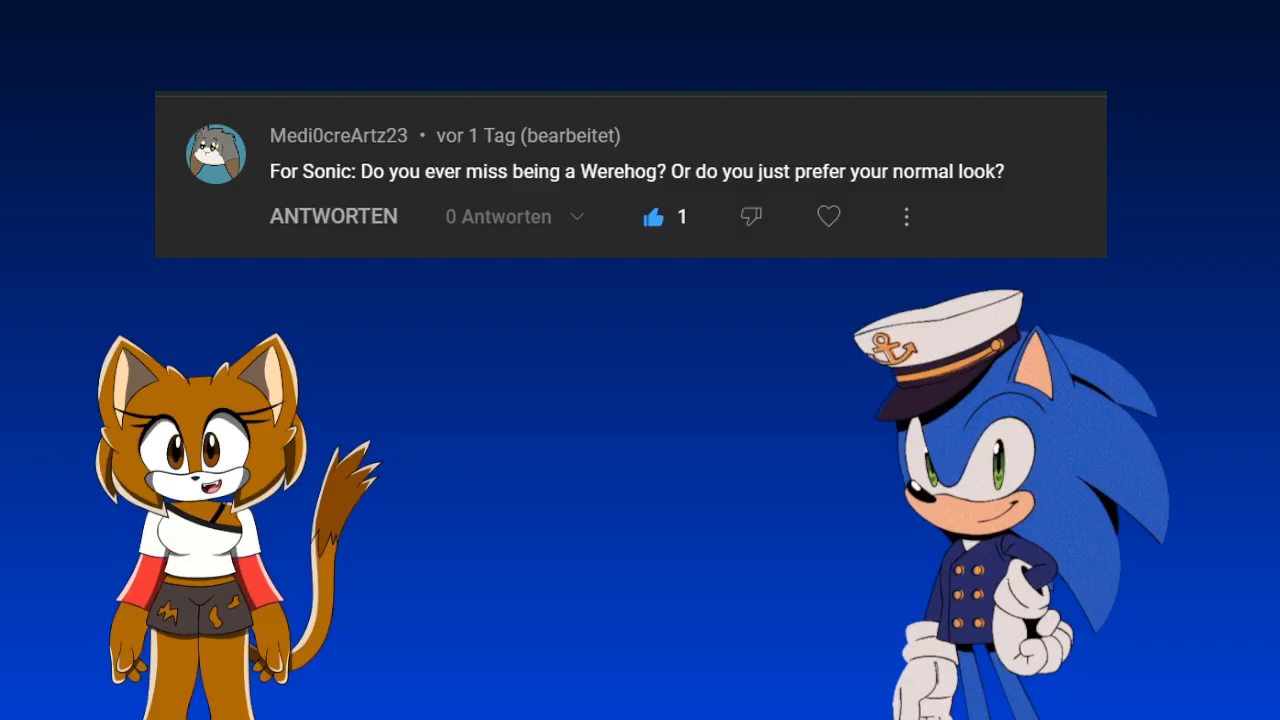 Medi0creArtz23 • vor 1 Tag (bearbeitet)
For Sonic: Do you ever miss being a Werehog? Or do you just prefer your normal look?
ANTWORTEN 0 Antworten 1